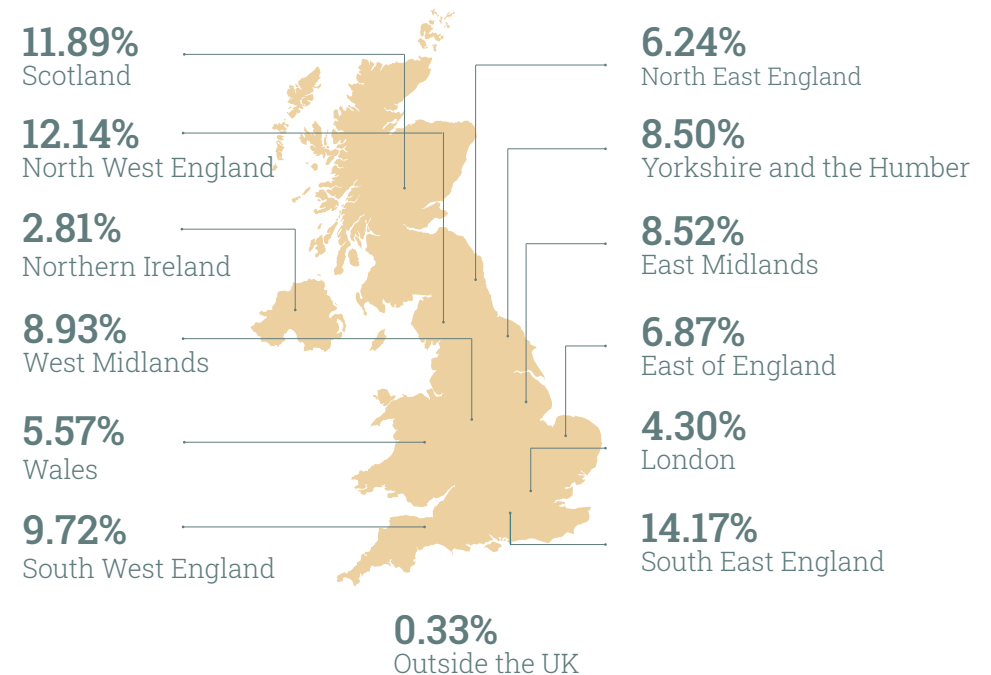 11.89%
Scotland
12.14%
North West England
2.81%
Northern Ireland
8.93%
West Midlands
5.57%
Wales
9.72%
South West England
6.24%
North East England
8.50%
Yorkshire and the Humber
8.52%
East Midlands
6.87%
East of England
4.30%
London
14.17%
South East England
0.33%
Outside the UK